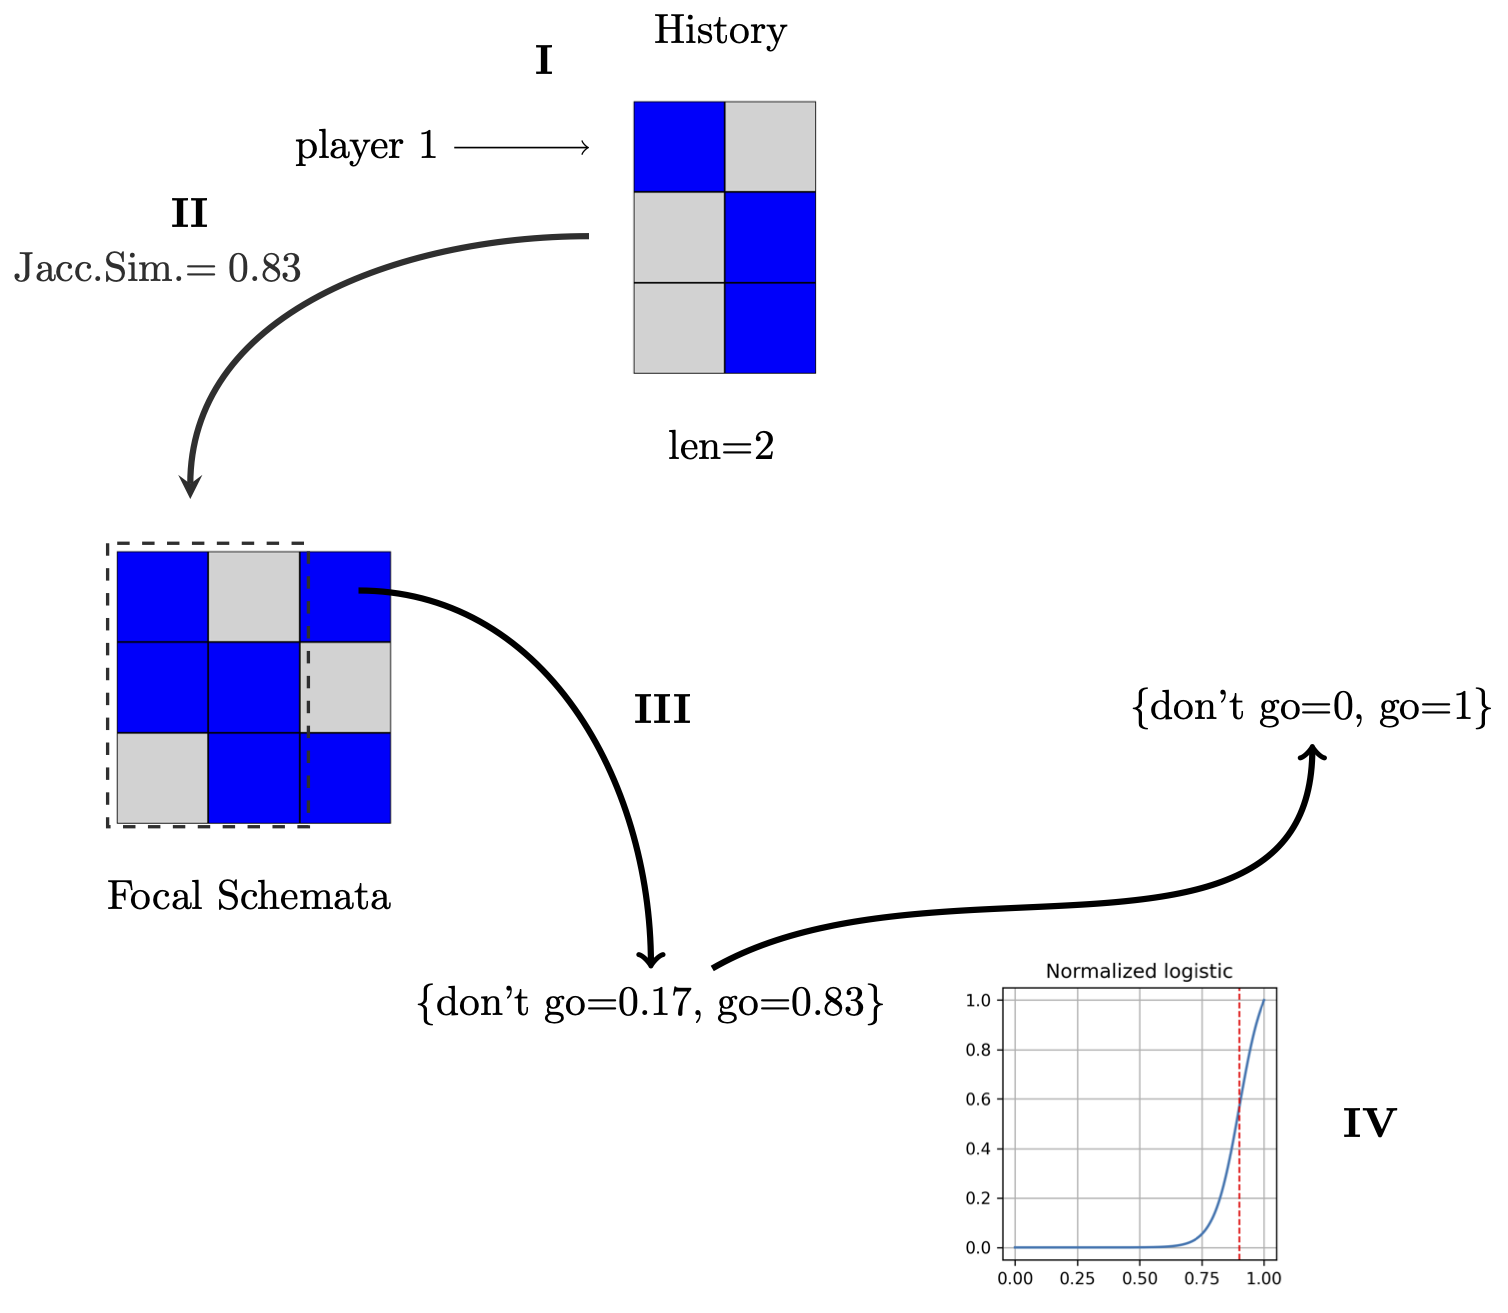 History
I
player 1
II
Jacc.Sim.= 0.83
len=2
III
{don't go=0, go=1}
Focal Schemata
{don't go=0.17, go=0.83}
Normalized logistic
1.0
0.8
0.6
0.4
0.2
0.0
0.00 0.25 0.50 0.75 1.00
IV